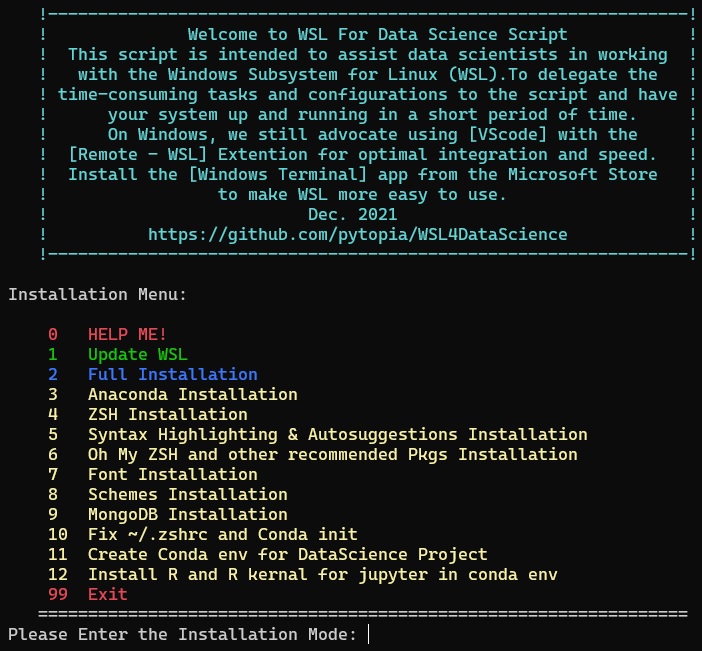 !----------------------------------------------------------------!
! Welcome to WSL For Data Science Script !
! This script is intended to assist data scientists in working !
! with the Windows Subsystem for Linux (WSL).To delegate the !
! time-consuming tasks and configurations to the script and have !
! your system up and running in a short period of time. !
! On Windows, we still advocate using [VScode] with the !
! [Remote - WSL] Extention for optimal integration and speed. !
! Install the [Windows Terminal] app from the Microsoft Store !
! to make WSL more easy to use. !
! Dec. 2021 !
! https://github.com/pytopia/WSL4DataScience !
!----------------------------------------------------------------!
Installation Menu:
0 HELP ME!
1 Update WSL
2 Full Installation
3 Anaconda Installation
4 ZSH Installation
5 Syntax Highlighting & Autosuggestions Installation
6 Oh My ZSH and other recommended Pkgs Installation
7 Font Installation
8 Schemes Installation
9 MongoDB Installation
10 Fix ~/.zshrc and Conda init
11 Create Conda env for DataScience Project
12 Install R and R kernal for jupyter in conda env
99 Exit
=================================================================
Please Enter the Installation Mode: